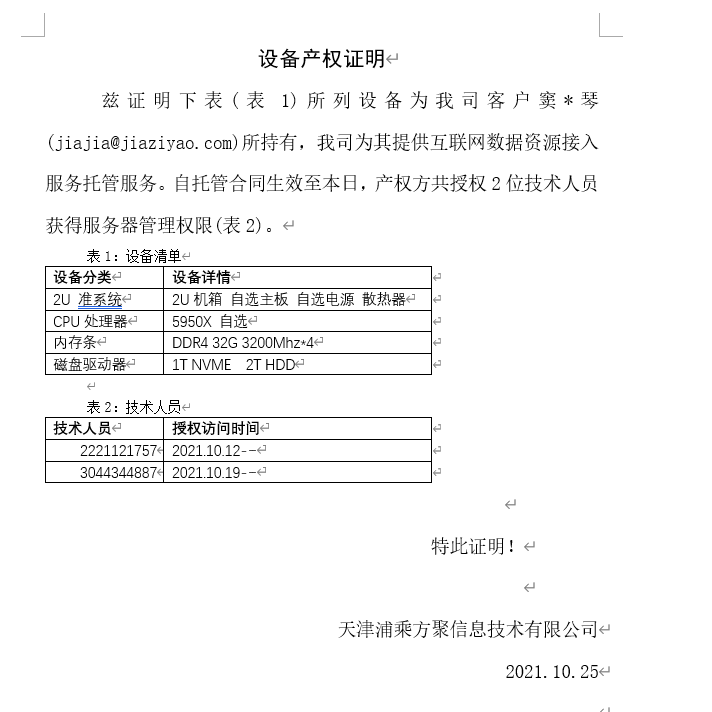 设备产权证明
兹证明下表(表 1)所列设备为我司客户窦*琴
(jiajia@jiaziyao.com)所持有，我司为其提供互联网数据资源接入
服务托管服务。自托管合同生效至本日，产权方共授权 2 位技术人员
获得服务器管理权限(表 2)。
表 1：设备清单
设备分类 设备详情
2U 准系统 2U 机箱 自选主板 自选电源 散热器
CPU 处理器 5950X 自选
内存条 DDR4 32G 3200Mhz*4
磁盘驱动器 1T NVME 2T HDD
表 2：技术人员
技术人员 授权访问时间
2221121757 2021.10.12--
3044344887 2021.10.19--
特此证明！
天津浦乘方聚信息技术有限公司
2021.10.25